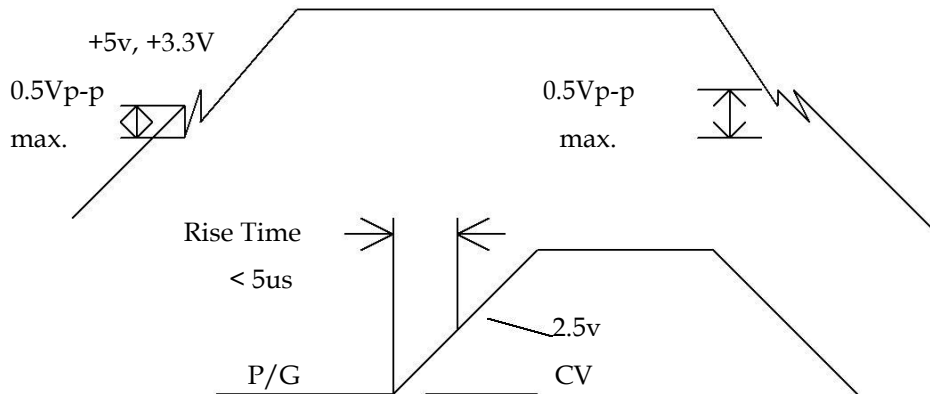 +5v, +3.3V
0.5Vp-p
max.
0.5Vp-p
max.
Rise Time
< 5us
2.5v
P/G
CV